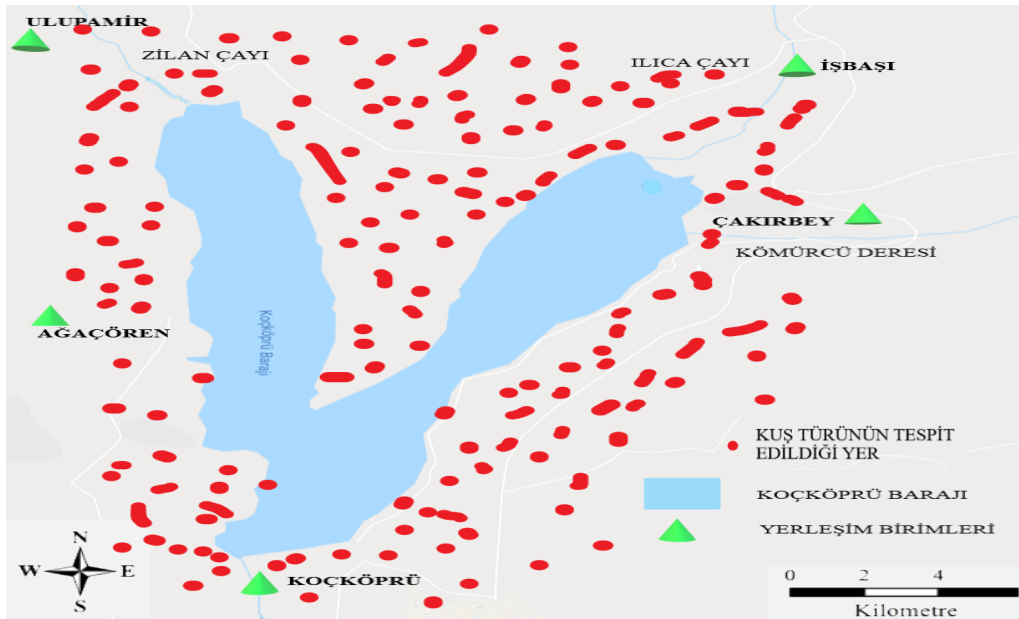 ULUPAMİR
ZİLAN ÇAYI
ILICA ÇAYI
İŞBAŞI
ÇAKIRBEY
KÖMÜRCÜ DERESİ
AĞAÇÖREN
Koçköprü Barajı
KUŞ TÜRÜNÜN TESPİT
EDİLDİĞİ YER
KOÇKÖPRÜ BARAJI
YERLEŞİM BİRİMLERİ
KOÇKÖPRÜ
N
W E
S
0 2 4
Kilometre